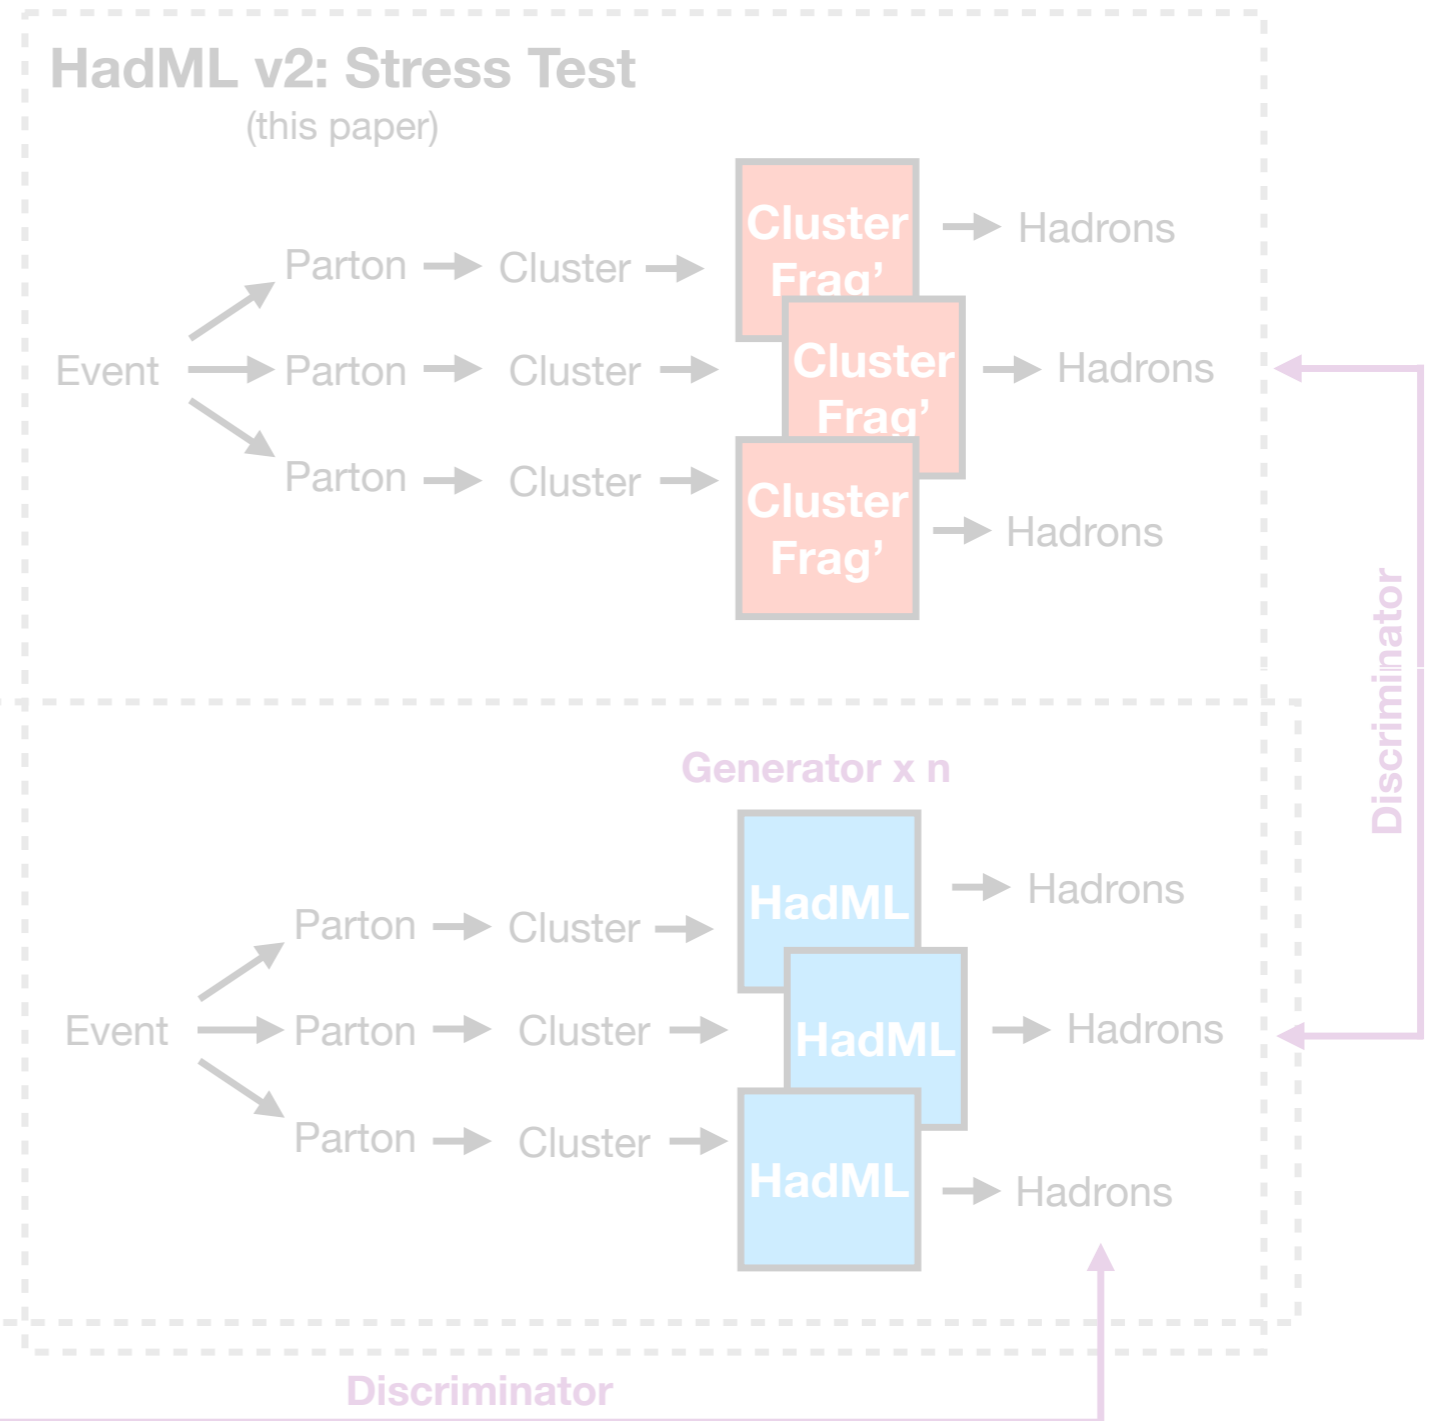 HadML v2: Stress Test
(this paper)
Cluster
Frag’
Hadrons
Parton
Cluster
Event
Parton
Cluster
Cluster
Frag’
Hadrons
Parton
Cluster
Cluster
Frag’
Hadrons
Discriminator
Generator x n
HadML
Hadrons
Parton
Cluster
Event
Parton
Cluster
HadML
Hadrons
Parton
Cluster
HadML
Hadrons
Discriminator